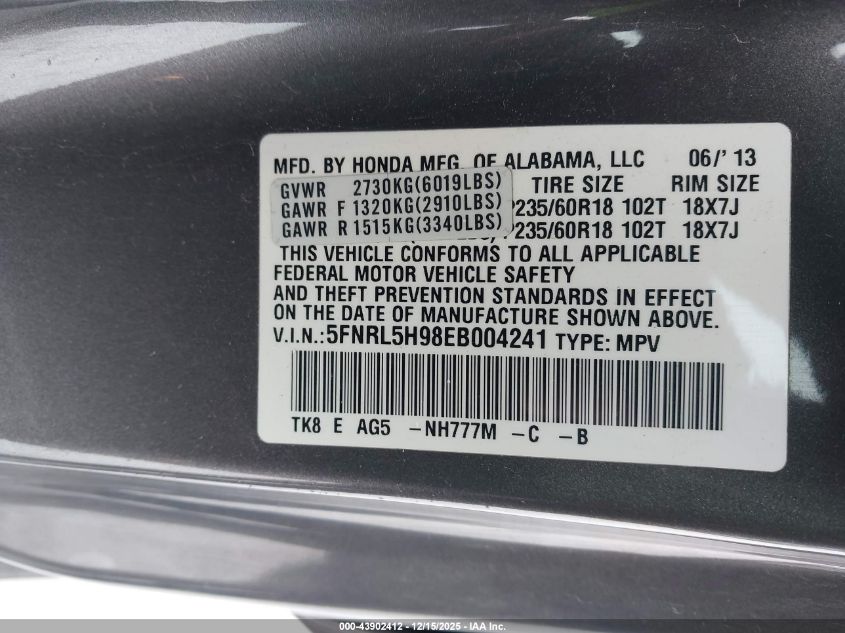 MFD. BY HONDA MFG. OF ALABAMA, LLC 06/'13
GVWR 2730KG(6019LBS) TIRE SIZE RIM SIZE
GAWR F 1320KG(2910LBS) P235/60R18 102T 18X7J
GAWR R 1515KG(3340LBS) P235/60R18 102T 18X7J
THIS VEHICLE CONFORMS TO ALL APPLICABLE
FEDERAL MOTOR VEHICLE SAFETY
AND THEFT PREVENTION STANDARDS IN EFFECT
ON THE DATE OF MANUFACTURE SHOWN ABOVE.
V.I.N.:5FNRL5H98EB004241 TYPE: MPV
TK8 E AG5 -NH777M -C -B
000-43902412 - 12/15/2025 - IAA Inc.